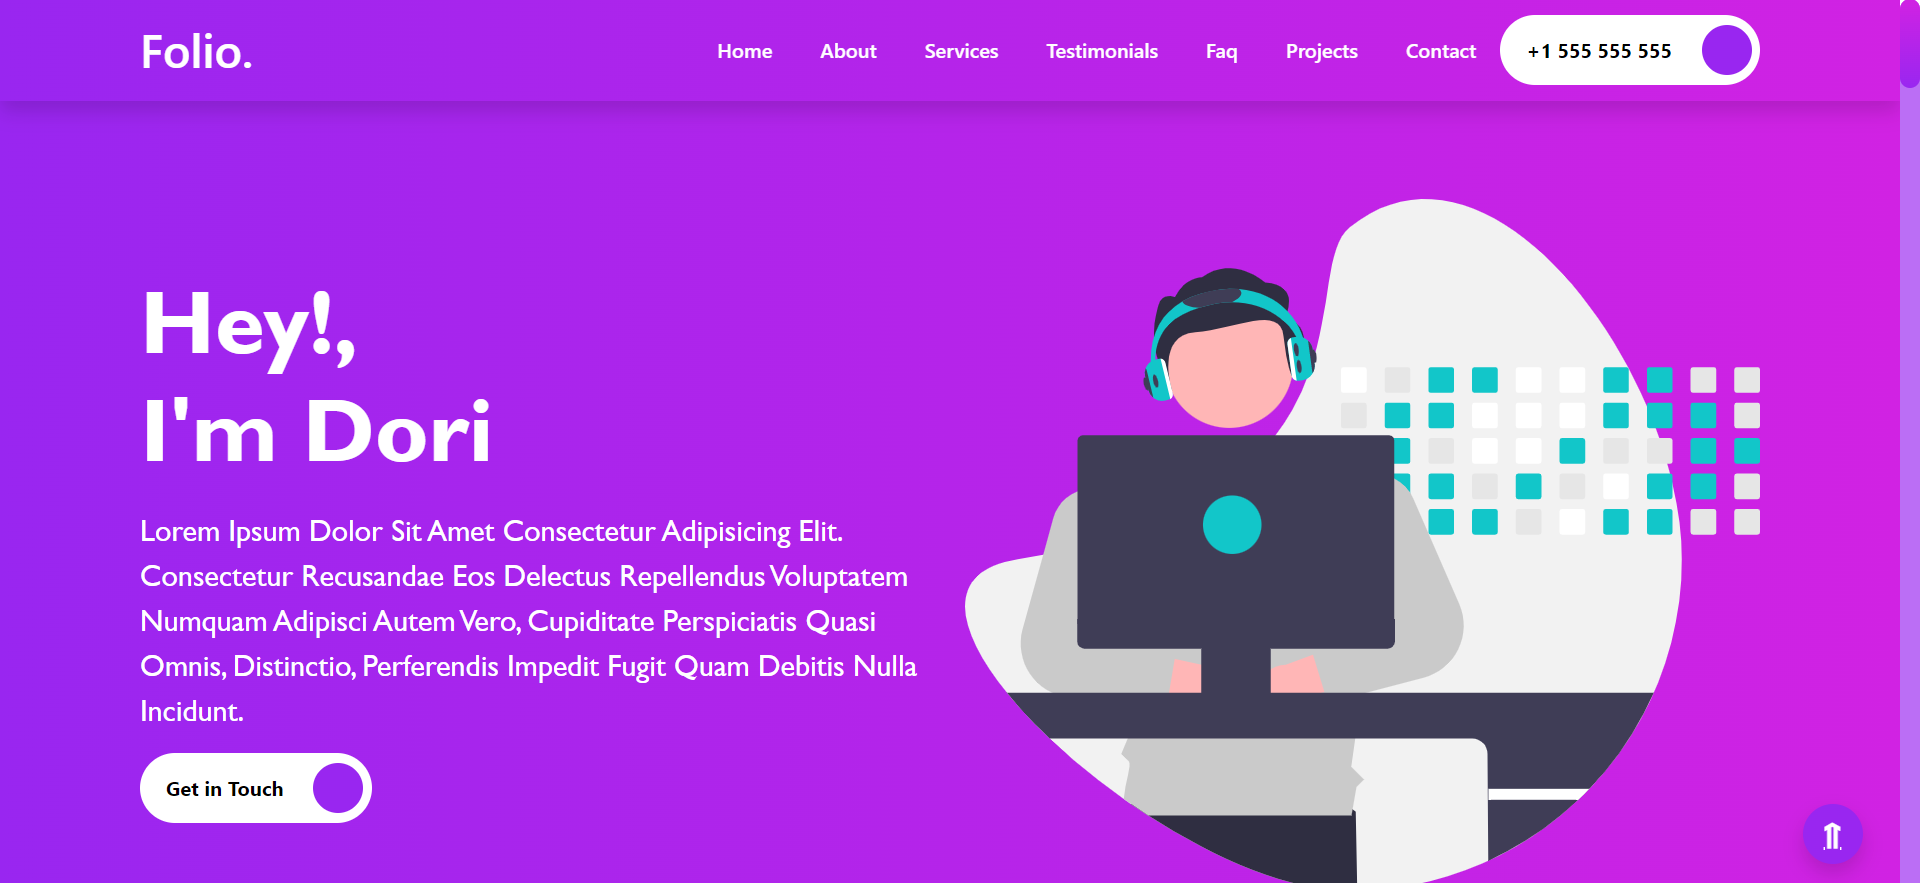 Folio.
Home About Services Testimonials Faq Projects Contact +1 555 555 555
Hey!,
I'm Dori
Lorem Ipsum Dolor Sit Amet Consectetur Adipisicing Elit.
Consectetur Recusandae Eos Delectus Repellendus Voluptatem
Numquam Adipisci Autem Vero, Cupiditate Perspiciatis Quasi
Omnis, Distinctio, Perferendis Impedit Fugit Quam Debitis Nulla
Incidunt.
Get in Touch